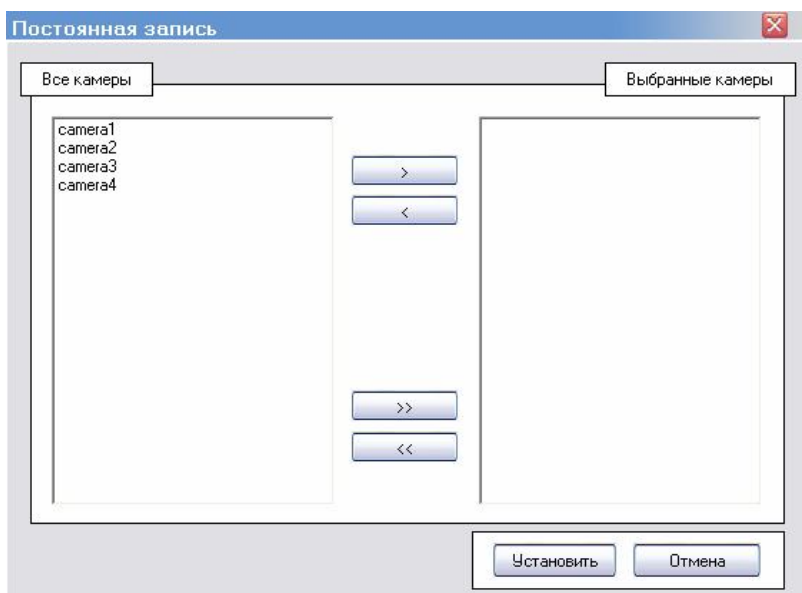 Постоянная запись
Все камеры
Выбранные камеры
camera1
camera2
camera3
camera4
>
<
>>
<<
Установить
Отмена